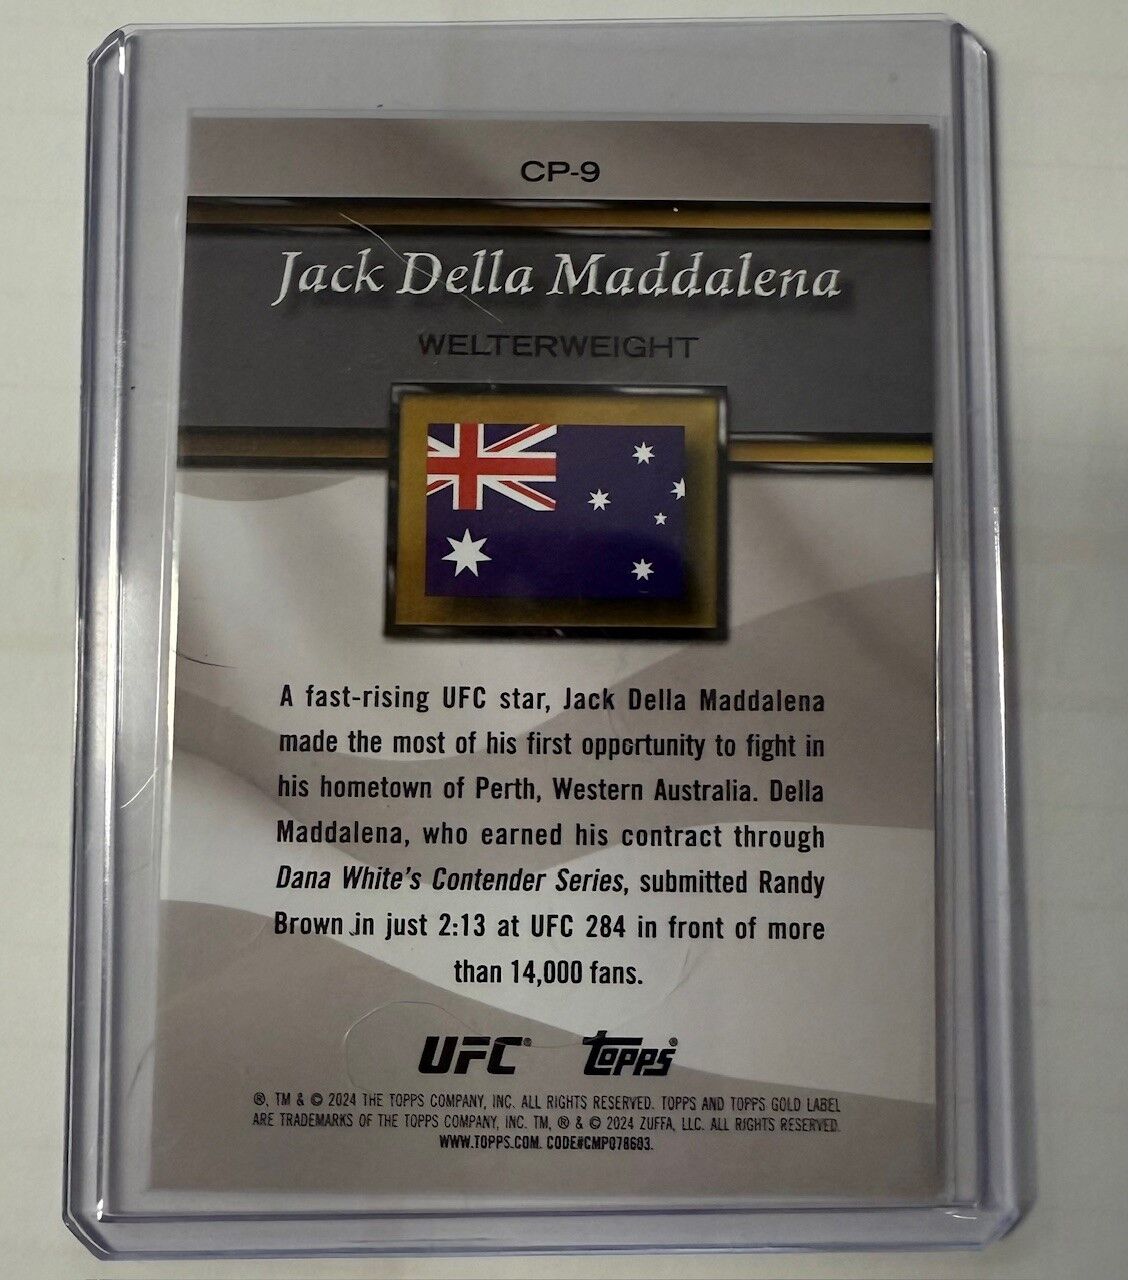 CP-9
Jack Della Maddalena
WELTERWEIGHT
A fast-rising UFC star, Jack Della Maddalena
made the most of his first opportunity to fight in
his hometown of Perth, Western Australia. Della
Maddalena, who earned his contract through
Dana White's Contender Series, submitted Randy
Brown in just 2:13 at UFC 284 in front of more
than 14,000 fans.
UFC® Topps®
®, TM & © 2024 THE TOPPS COMPANY, INC. ALL RIGHTS RESERVED. TOPPS AND TOPPS GOLD LABEL
ARE TRADEMARKS OF THE TOPPS COMPANY, INC. TM, ® & © 2024 ZUFFA, LLC. ALL RIGHTS RESERVED.
WWW.TOPPS.COM. CODE#CMP078603.